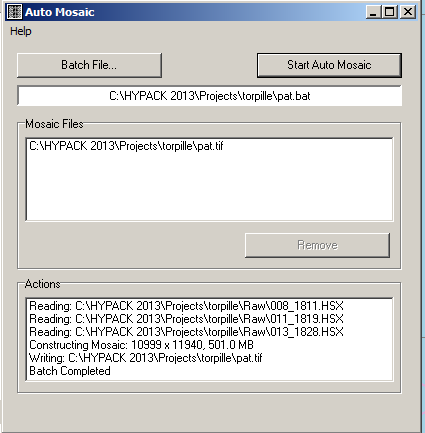 Auto Mosaic
Help
Batch File...
Start Auto Mosaic
C:\HYPACK 2013\Projects\torpille\pat.bat
Mosaic Files
C:\HYPACK 2013\Projects\torpille\pat.tif
Remove
Actions
Reading: C:\HYPACK 2013\Projects\torpille\Raw\008_1811.HSX
Reading: C:\HYPACK 2013\Projects\torpille\Raw\011_1819.HSX
Reading: C:\HYPACK 2013\Projects\torpille\Raw\013_1828.HSX
Constructing Mosaic: 10999 x 11940, 501.0 MB
Writing: C:\HYPACK 2013\Projects\torpille\pat.tif
Batch Completed